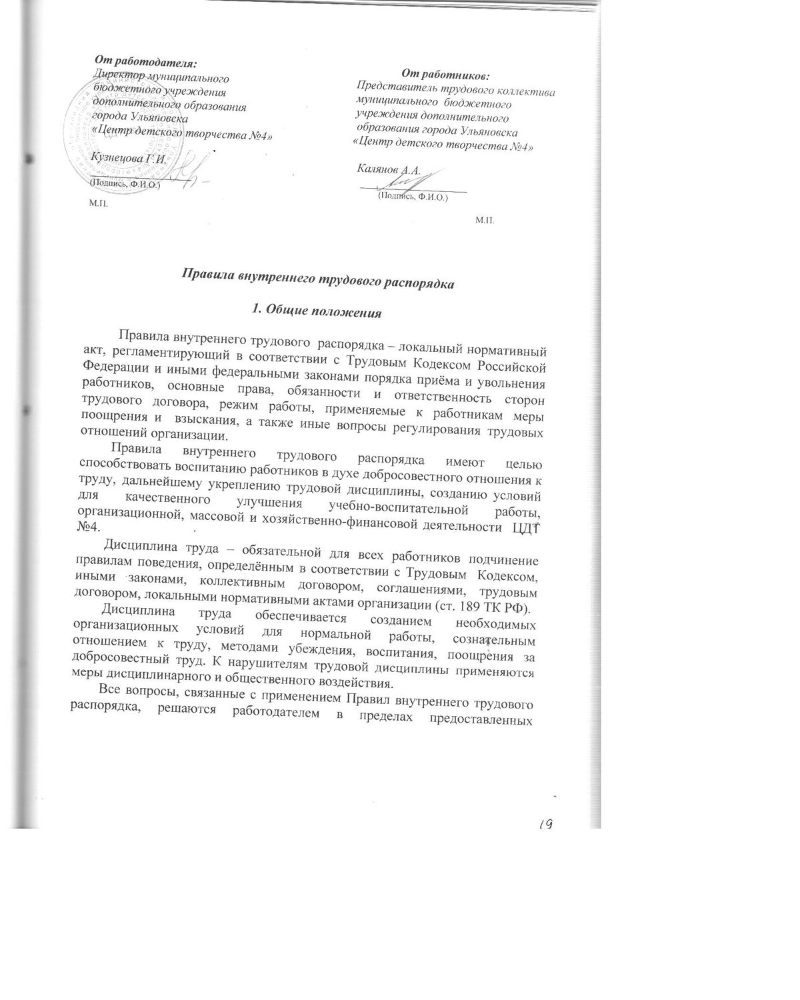 От работодателя:
Директор муниципального
бюджетного учреждения
дополнительного образования
города Ульяновска
«Центр детского творчества №4»
Кузнецова Г.И.
(Подпись, Ф.И.О.)
М.П.
От работников:
Представитель трудового коллектива
муниципального бюджетного
учреждения дополнительного
образования города Ульяновска
«Центр детского творчества №4»
Калянов А.А.
(Подпись, Ф.И.О.)
М.П.
Правила внутреннего трудового распорядка
1. Общие положения
Правила внутреннего трудового распорядка – локальный нормативный
акт, регламентирующий в соответствии с Трудовым Кодексом Российской
Федерации и иными федеральными законами порядка приёма и увольнения
работников, основные права, обязанности и ответственность сторон
трудового договора, режим работы, применяемые к работникам меры
поощрения и взыскания, а также иные вопросы регулирования трудовых
отношений организации.
Правила внутреннего трудового распорядка имеют целью
способствовать воспитанию работников в духе добросовестного отношения к
труду, дальнейшему укреплению трудовой дисциплины, созданию условий
для качественного улучшения учебно-воспитательной работы,
организационной, массовой и хозяйственно-финансовой деятельности ЦДТ
№4.
Дисциплина труда – обязательной для всех работников подчинение
правилам поведения, определённым в соответствии с Трудовым Кодексом,
иными законами, коллективным договором, соглашениями, трудовым
договором, локальными нормативными актами организации (ст. 189 ТК РФ).
Дисциплина труда обеспечивается созданием необходимых
организационных условий для нормальной работы, сознательным
отношением к труду, методами убеждения, воспитания, поощрения за
добросовестный труд. К нарушителям трудовой дисциплины применяются
меры дисциплинарного и общественного воздействия.
Все вопросы, связанные с применением Правил внутреннего трудового
распорядка, решаются работодателем в пределах предоставленных
19